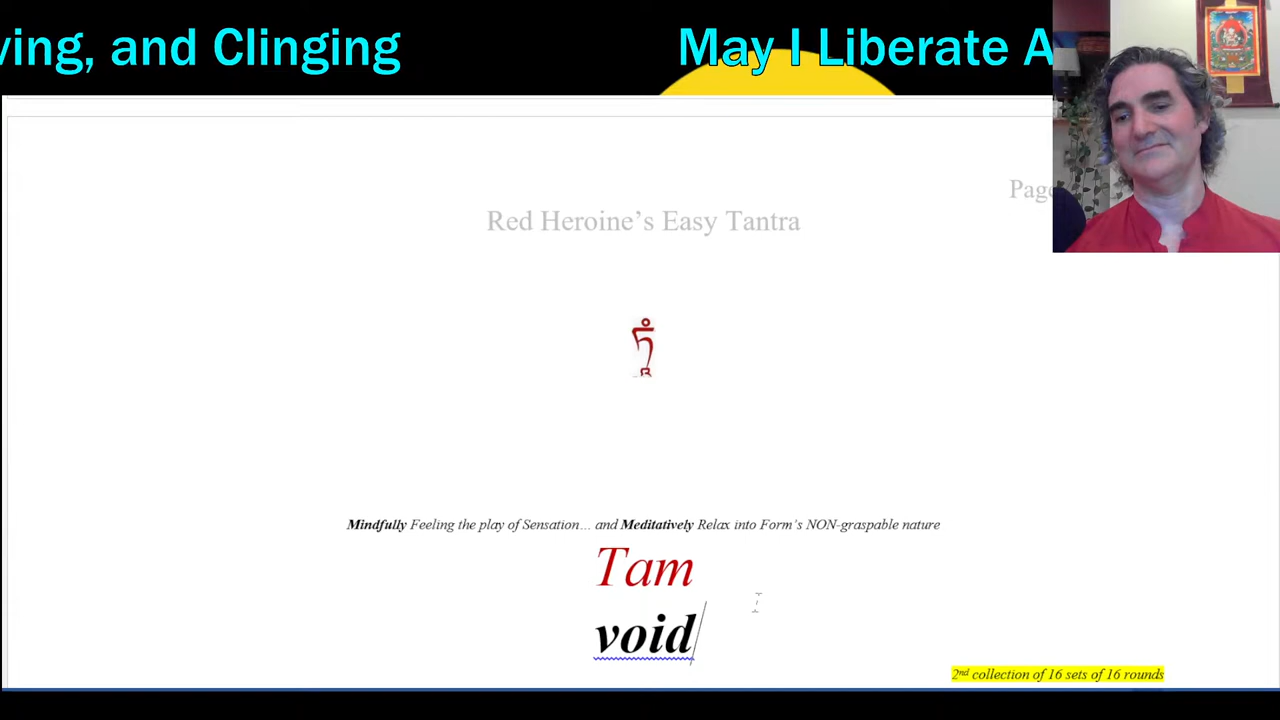 ving, and Clinging
May I Liberate A
Page
Red Heroine's Easy Tantra
Mindfully Feeling the play of Sensation… and Meditatively Relax into Form's NON-graspable nature
Tam
void
2nd collection of 16 sets of 16 rounds